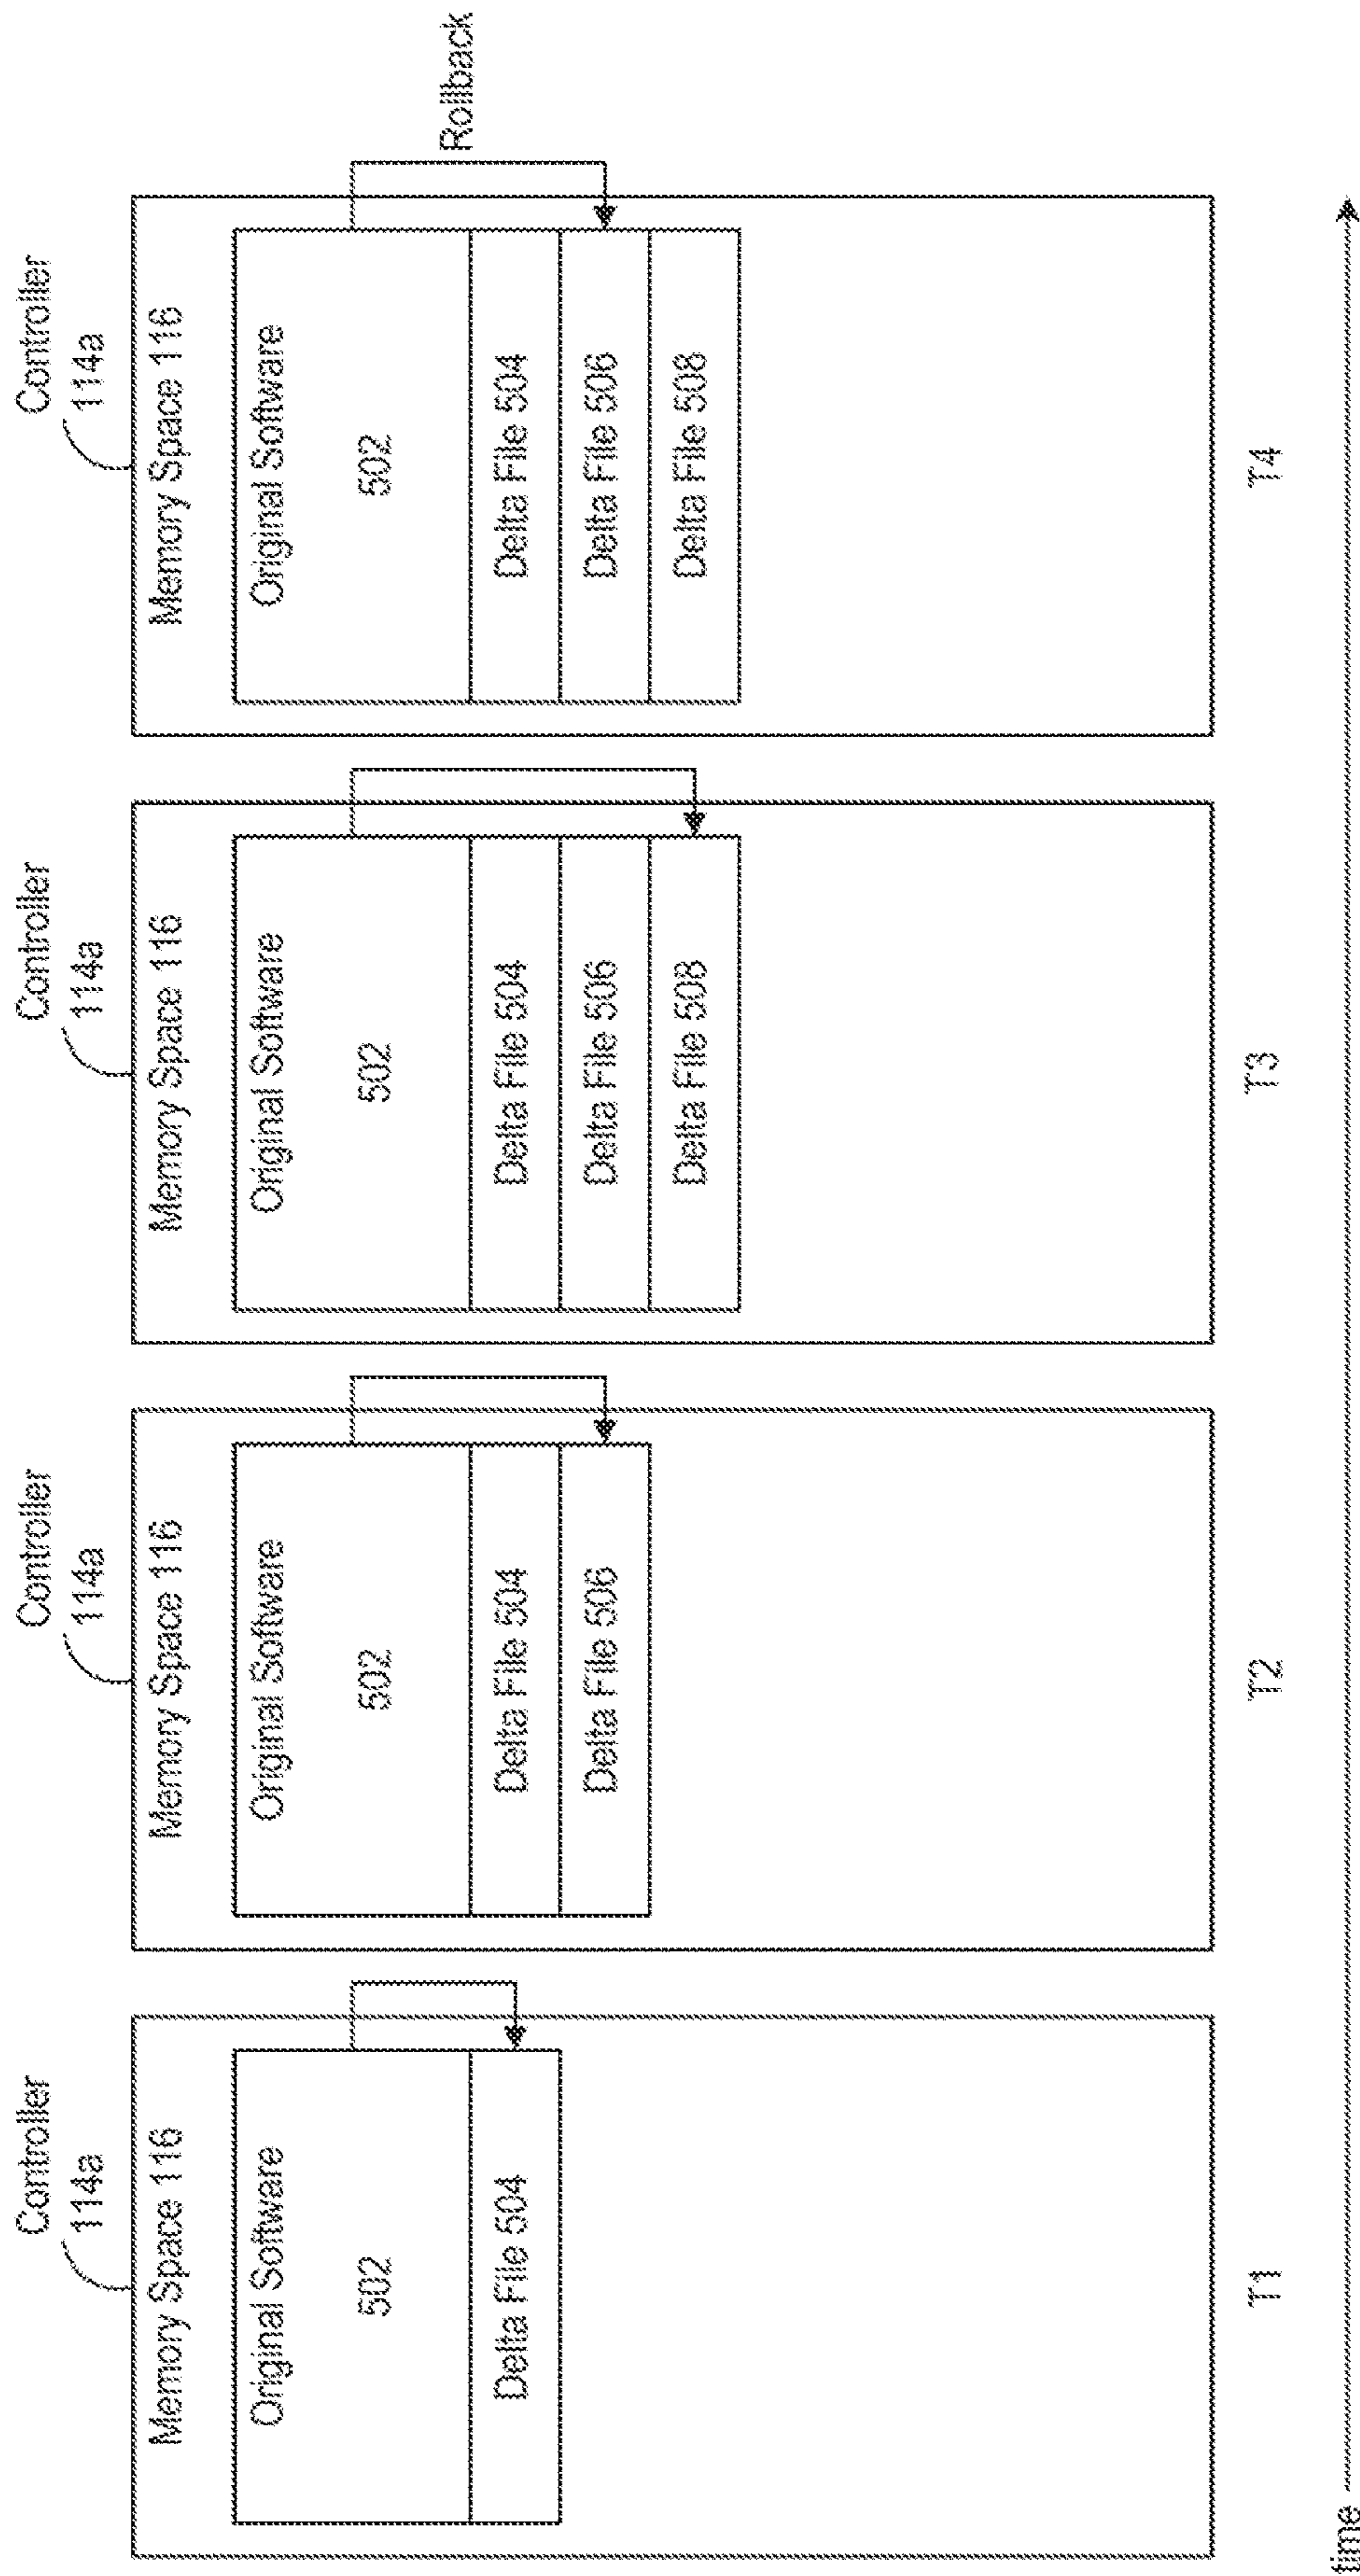 Controller
114a
Memory Space 116
Original Software
502
Delta File 504
T1
Controller
114a
Memory Space 116
Original Software
502
Delta File 504
Delta File 506
T2
Controller
114a
Memory Space 116
Original Software
502
Delta File 504
Delta File 506
Delta File 508
T3
Controller
114a
Memory Space 116
Original Software
502
Delta File 504
Delta File 506
Delta File 508
T4
Rollback
time